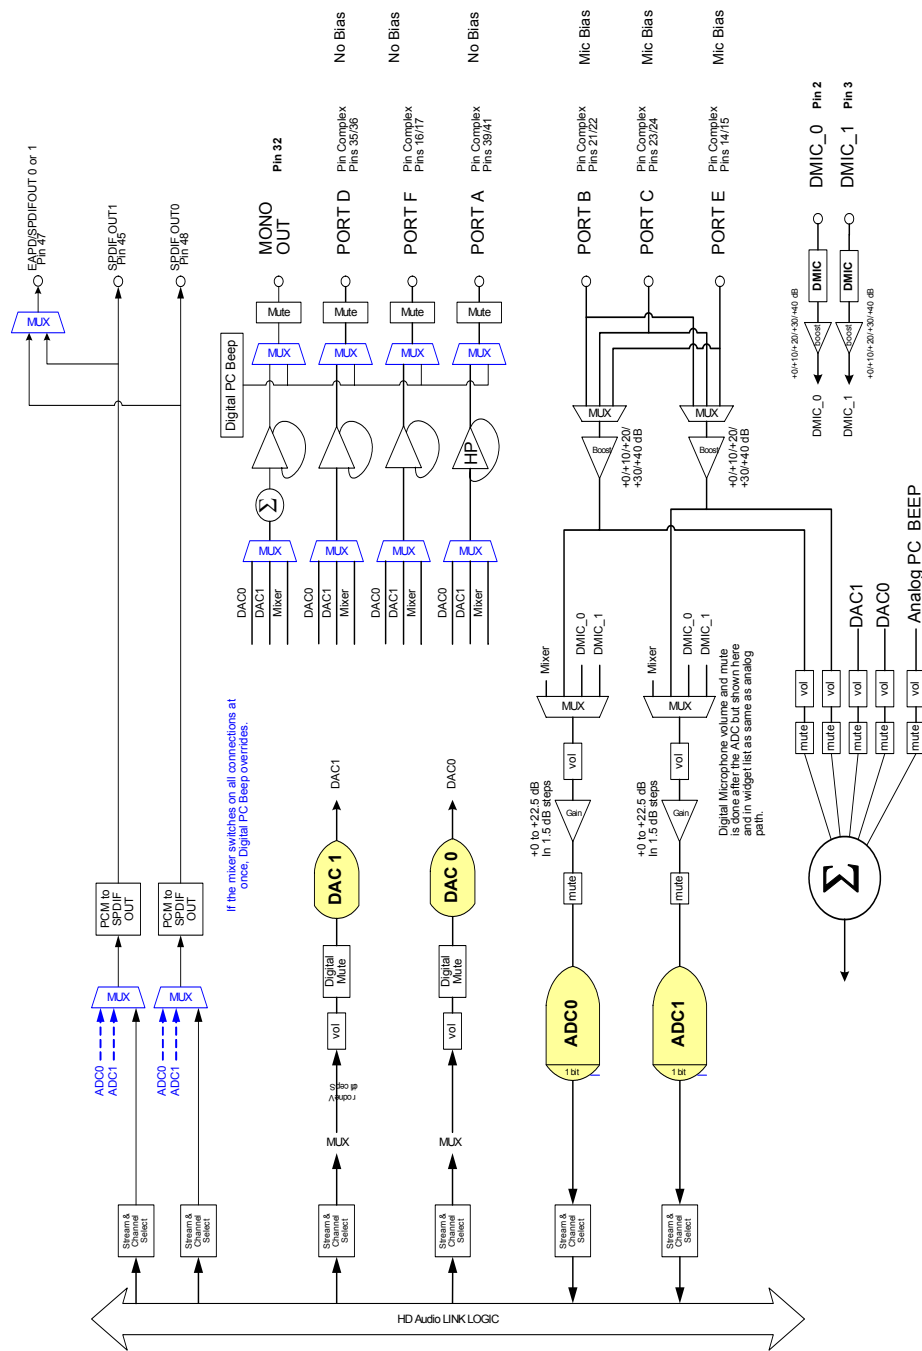 No Bias
No Bias
No Bias
Mic Bias
Mic Bias
Mic Bias
Pin 32
Pin Complex
Pins 35/36
Pin Complex
Pins 16/17
Pin Complex
Pins 39/41
Pin Complex
Pins 21/22
Pin Complex
Pins 23/24
Pin Complex
Pins 14/15
Pin 2
Pin 3
EAPD/SPDIFOUT 0 or 1
Pin 47
SPDIF_OUT1
Pin 45
SPDIF_OUT0
Pin 48
MONO
OUT
PORT D
PORT F
PORT A
PORT B
PORT C
PORT E
DMIC_0
DMIC_1
MUX
Mute
Mute
Mute
Mute
DMIC
DMIC
Digital PC Beep
MUX
MUX
MUX
MUX
boost
boost
+0/+10/+20/+30/+40 dB
+0/+10/+20/+30/+40 dB
DMIC_0
DMIC_1
MUX
MUX
HP
Boost
+0/+10/+20/
+30/+40 dB
Boost
+0/+10/+20/
+30/+40 dB
Σ
MUX
MUX
MUX
MUX
DAC0
DAC1
Mixer
DAC0
DAC1
Mixer
DAC0
DAC1
Mixer
DAC0
DAC1
Mixer
Mixer
DMIC_0
DMIC_1
Mixer
DMIC_0
DMIC_1
DAC1
DAC0
Analog PC BEEP
MUX
MUX
vol
vol
vol
vol
vol
mute
mute
mute
mute
mute
If the mixer switches on all connections at
once, Digital PC Beep overrides.
vol
vol
Digital Microphone volume and mute
is done after the ADC but shown here
and in widget list as same as analog
path.
DAC1
DAC0
+0 to +22.5 dB
In 1.5 dB steps
Gain
+0 to +22.5 dB
In 1.5 dB steps
Gain
PCM to
SPDIF
OUT
PCM to
SPDIF
OUT
DAC 1
DAC 0
mute
mute
Σ
MUX
MUX
Digital
Mute
Digital
Mute
ADC0
ADC1
ADC0
ADC1
vol
vol
ADC0
1 bit
ADC1
1 bit
MUX
MUX
Stream &
Channel
Select
Stream &
Channel
Select
Stream &
Channel
Select
Stream &
Channel
Select
Stream &
Channel
Select
Stream &
Channel
Select
HD Audio LINK LOGIC